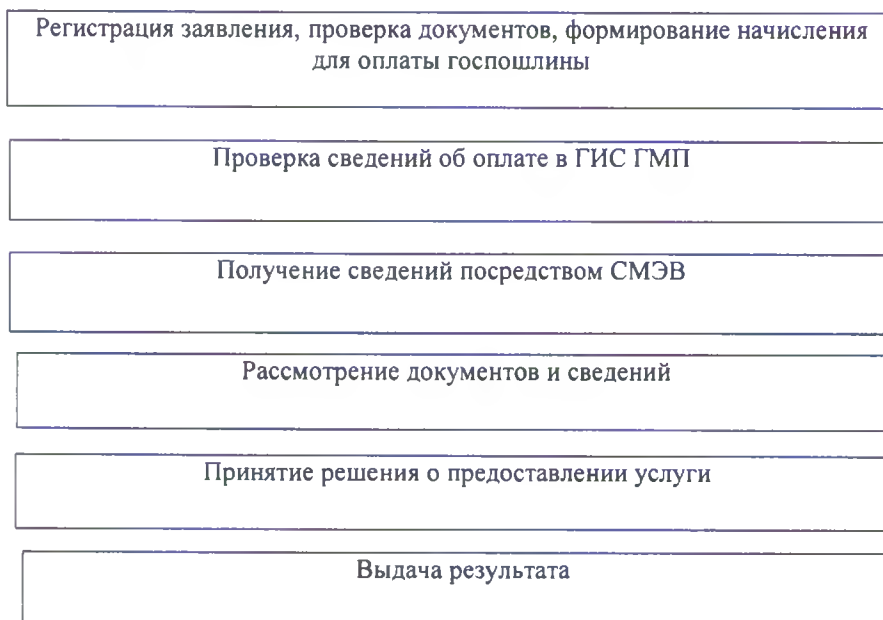 Регистрация заявления, проверка документов, формирование начисления
для оплаты госпошлины
Проверка сведений об оплате в ГИС ГМП
Получение сведений посредством СМЭВ
Рассмотрение документов и сведений
Принятие решения о предоставлении услуги
Выдача результата